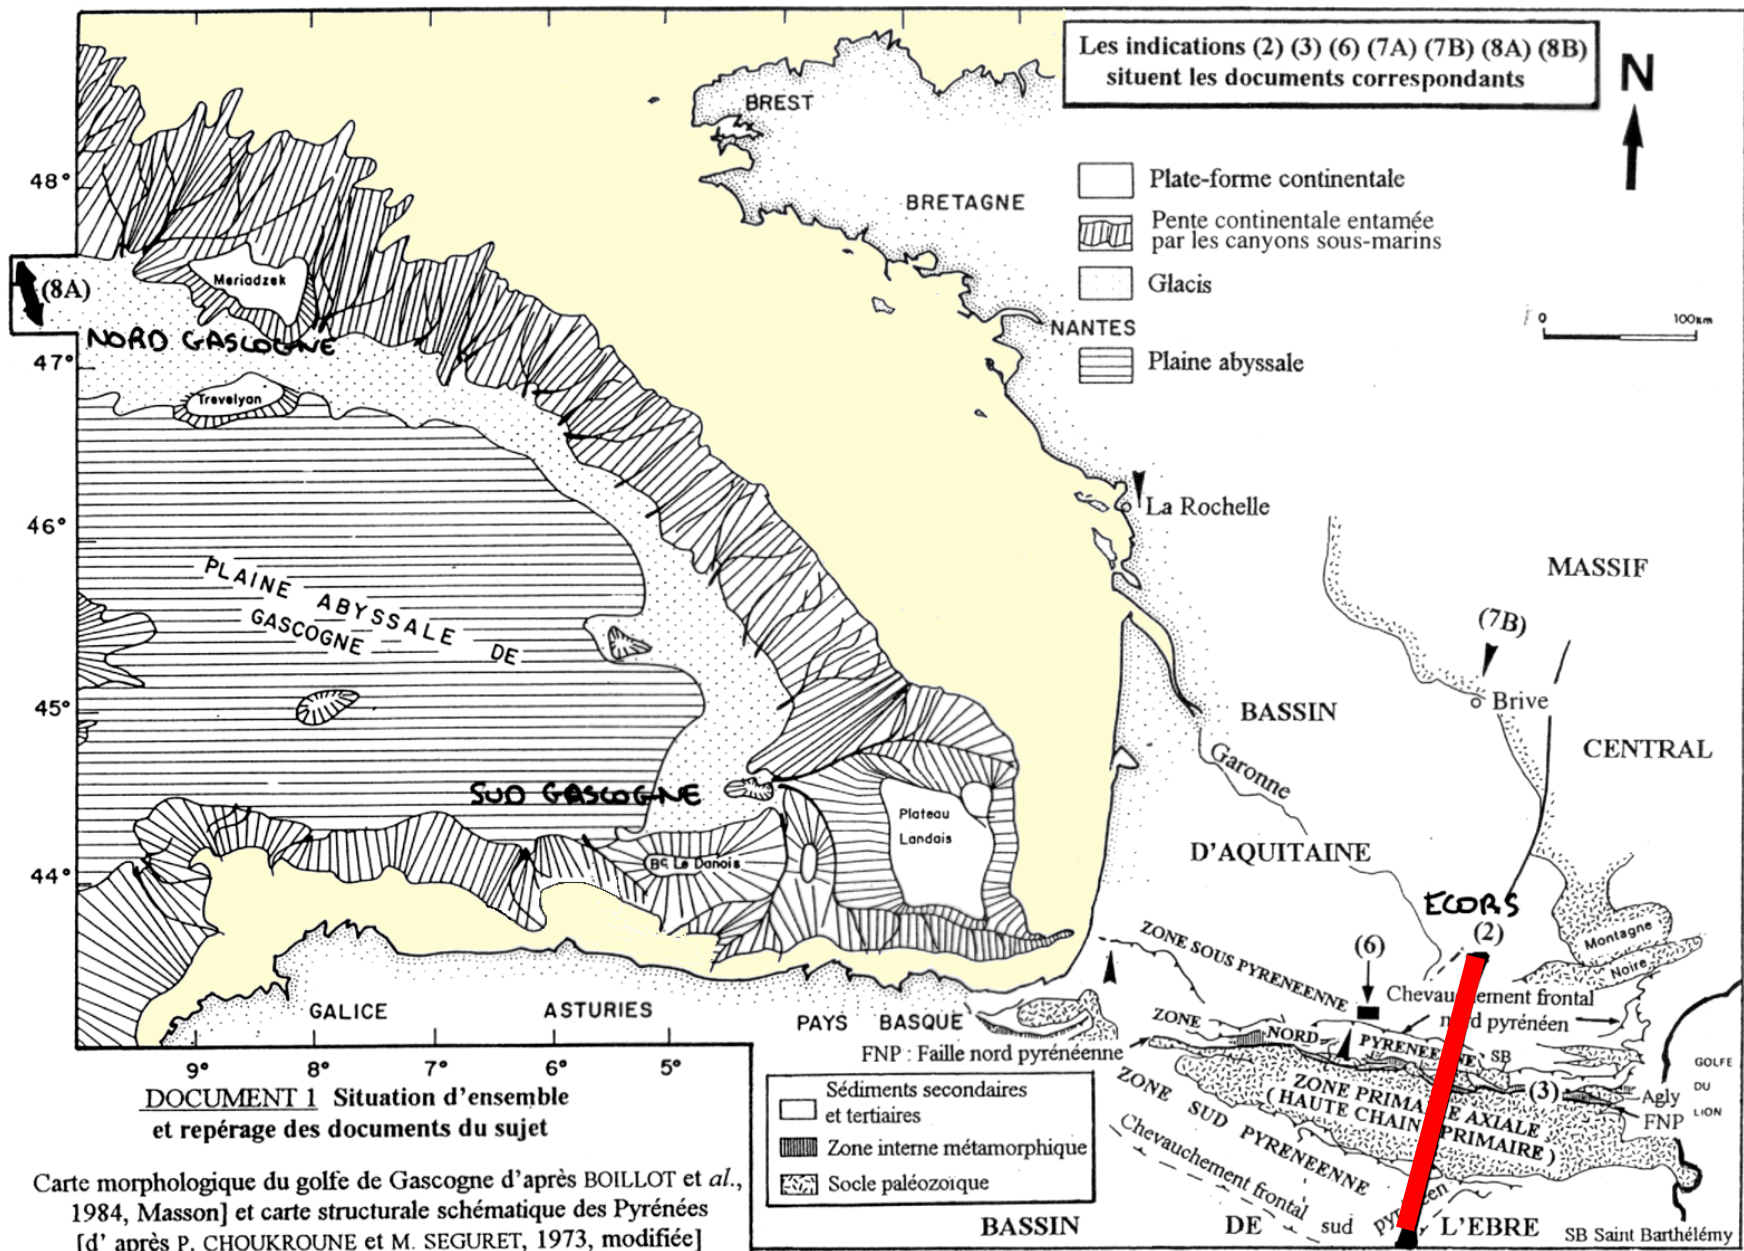 Les indications (2) (3) (6) (7A) (7B) (8A) (8B)
situent les documents correspondants
N
BREST
BRETAGNE
Plate-forme continentale
Pente continentale entamée
par les canyons sous-marins
Glacis
Plaine abyssale
0 100km
48°
47°
46°
45°
44°
(8A)
Meriadzek
NORD GASCOGNE
Trevelyan
NANTES
La Rochelle
MASSIF
(7B)
Brive
CENTRAL
PLAINE ABYSSALE DE
GASCOGNE
BASSIN
Garonne
D'AQUITAINE
SUD GASCOGNE
Plateau
Landais
Bc Le Danois
ECORS
(2)
(6)
Montagne
Noire
ZONE SOUS PYRENEENNE
Chevauchement frontal
nord pyrénéen
ZONE NORD PYRENEENNE
SB
GALICE
ASTURIES
PAYS BASQUE
FNP : Faille nord pyrénéenne
ZONE PRIMAIRE AXIALE
(HAUTE CHAINE PRIMAIRE)
(3)
Agly
FNP
GOLFE
DU
LION
ZONE SUD PYRENEENNE
Chevauchement frontal
sud pyrénéen
9° 8° 7° 6° 5°
DOCUMENT 1 Situation d'ensemble
et repérage des documents du sujet
Sédiments secondaires
et tertiaires
Zone interne métamorphique
Socle paléozoïque
Carte morphologique du golfe de Gascogne d'après BOILLOT et al.,
1984, Masson] et carte structurale schématique des Pyrénées
[d' après P. CHOUKROUNE et M. SEGURET, 1973, modifiée]
BASSIN DE L'EBRE
SB Saint Barthélémy